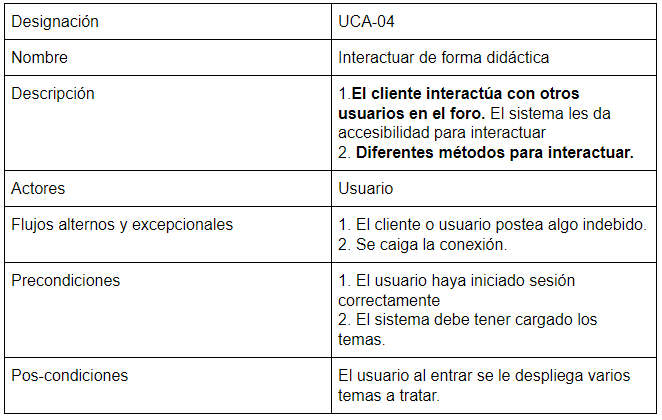 Designación UCA-04
Nombre Interactuar de forma didáctica
Descripción 1.El cliente interactúa con otros
usuarios en el foro. El sistema les da
accesibilidad para interactuar
2. Diferentes métodos para interactuar.
Actores Usuario
Flujos alternos y excepcionales 1. El cliente o usuario postea algo indebido.
2. Se caiga la conexión.
Precondiciones 1. El usuario haya iniciado sesión
correctamente
2. El sistema debe tener cargado los
temas.
Pos-condiciones El usuario al entrar se le despliega varios
temas a tratar.